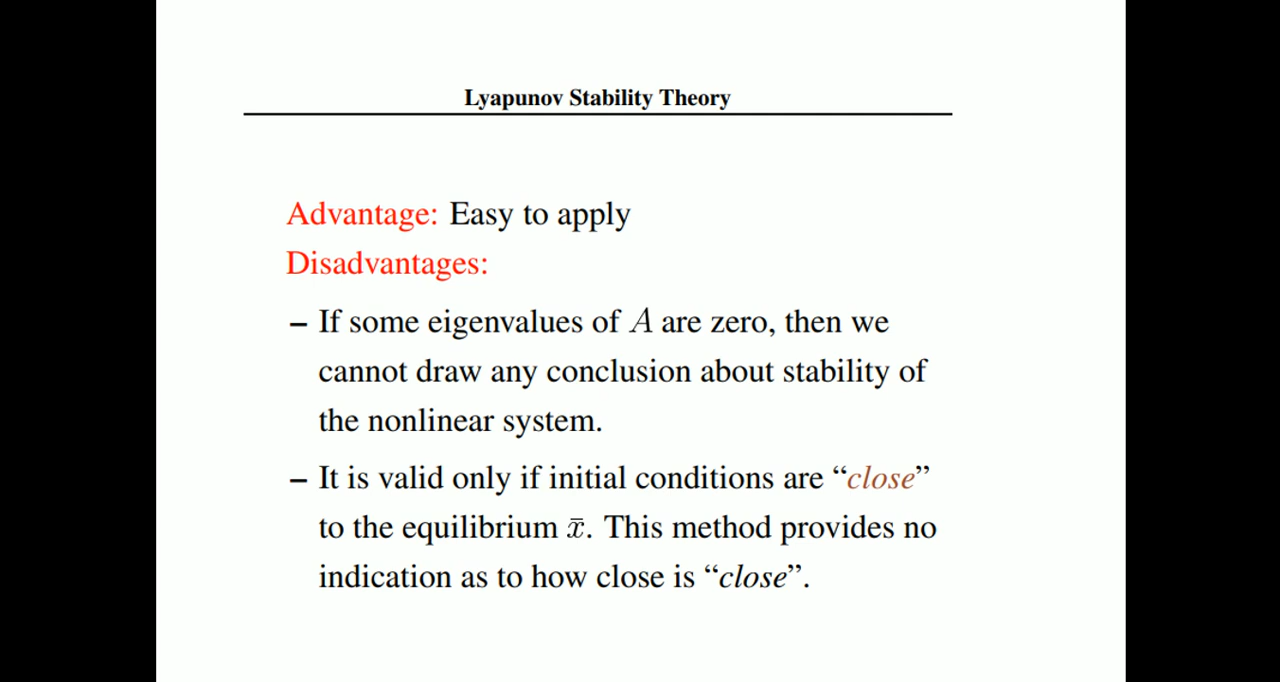 Lyapunov Stability Theory
Advantage: Easy to apply
Disadvantages:
– If some eigenvalues of A are zero, then we
cannot draw any conclusion about stability of
the nonlinear system.
– It is valid only if initial conditions are “close”
to the equilibrium x̄. This method provides no
indication as to how close is “close”.